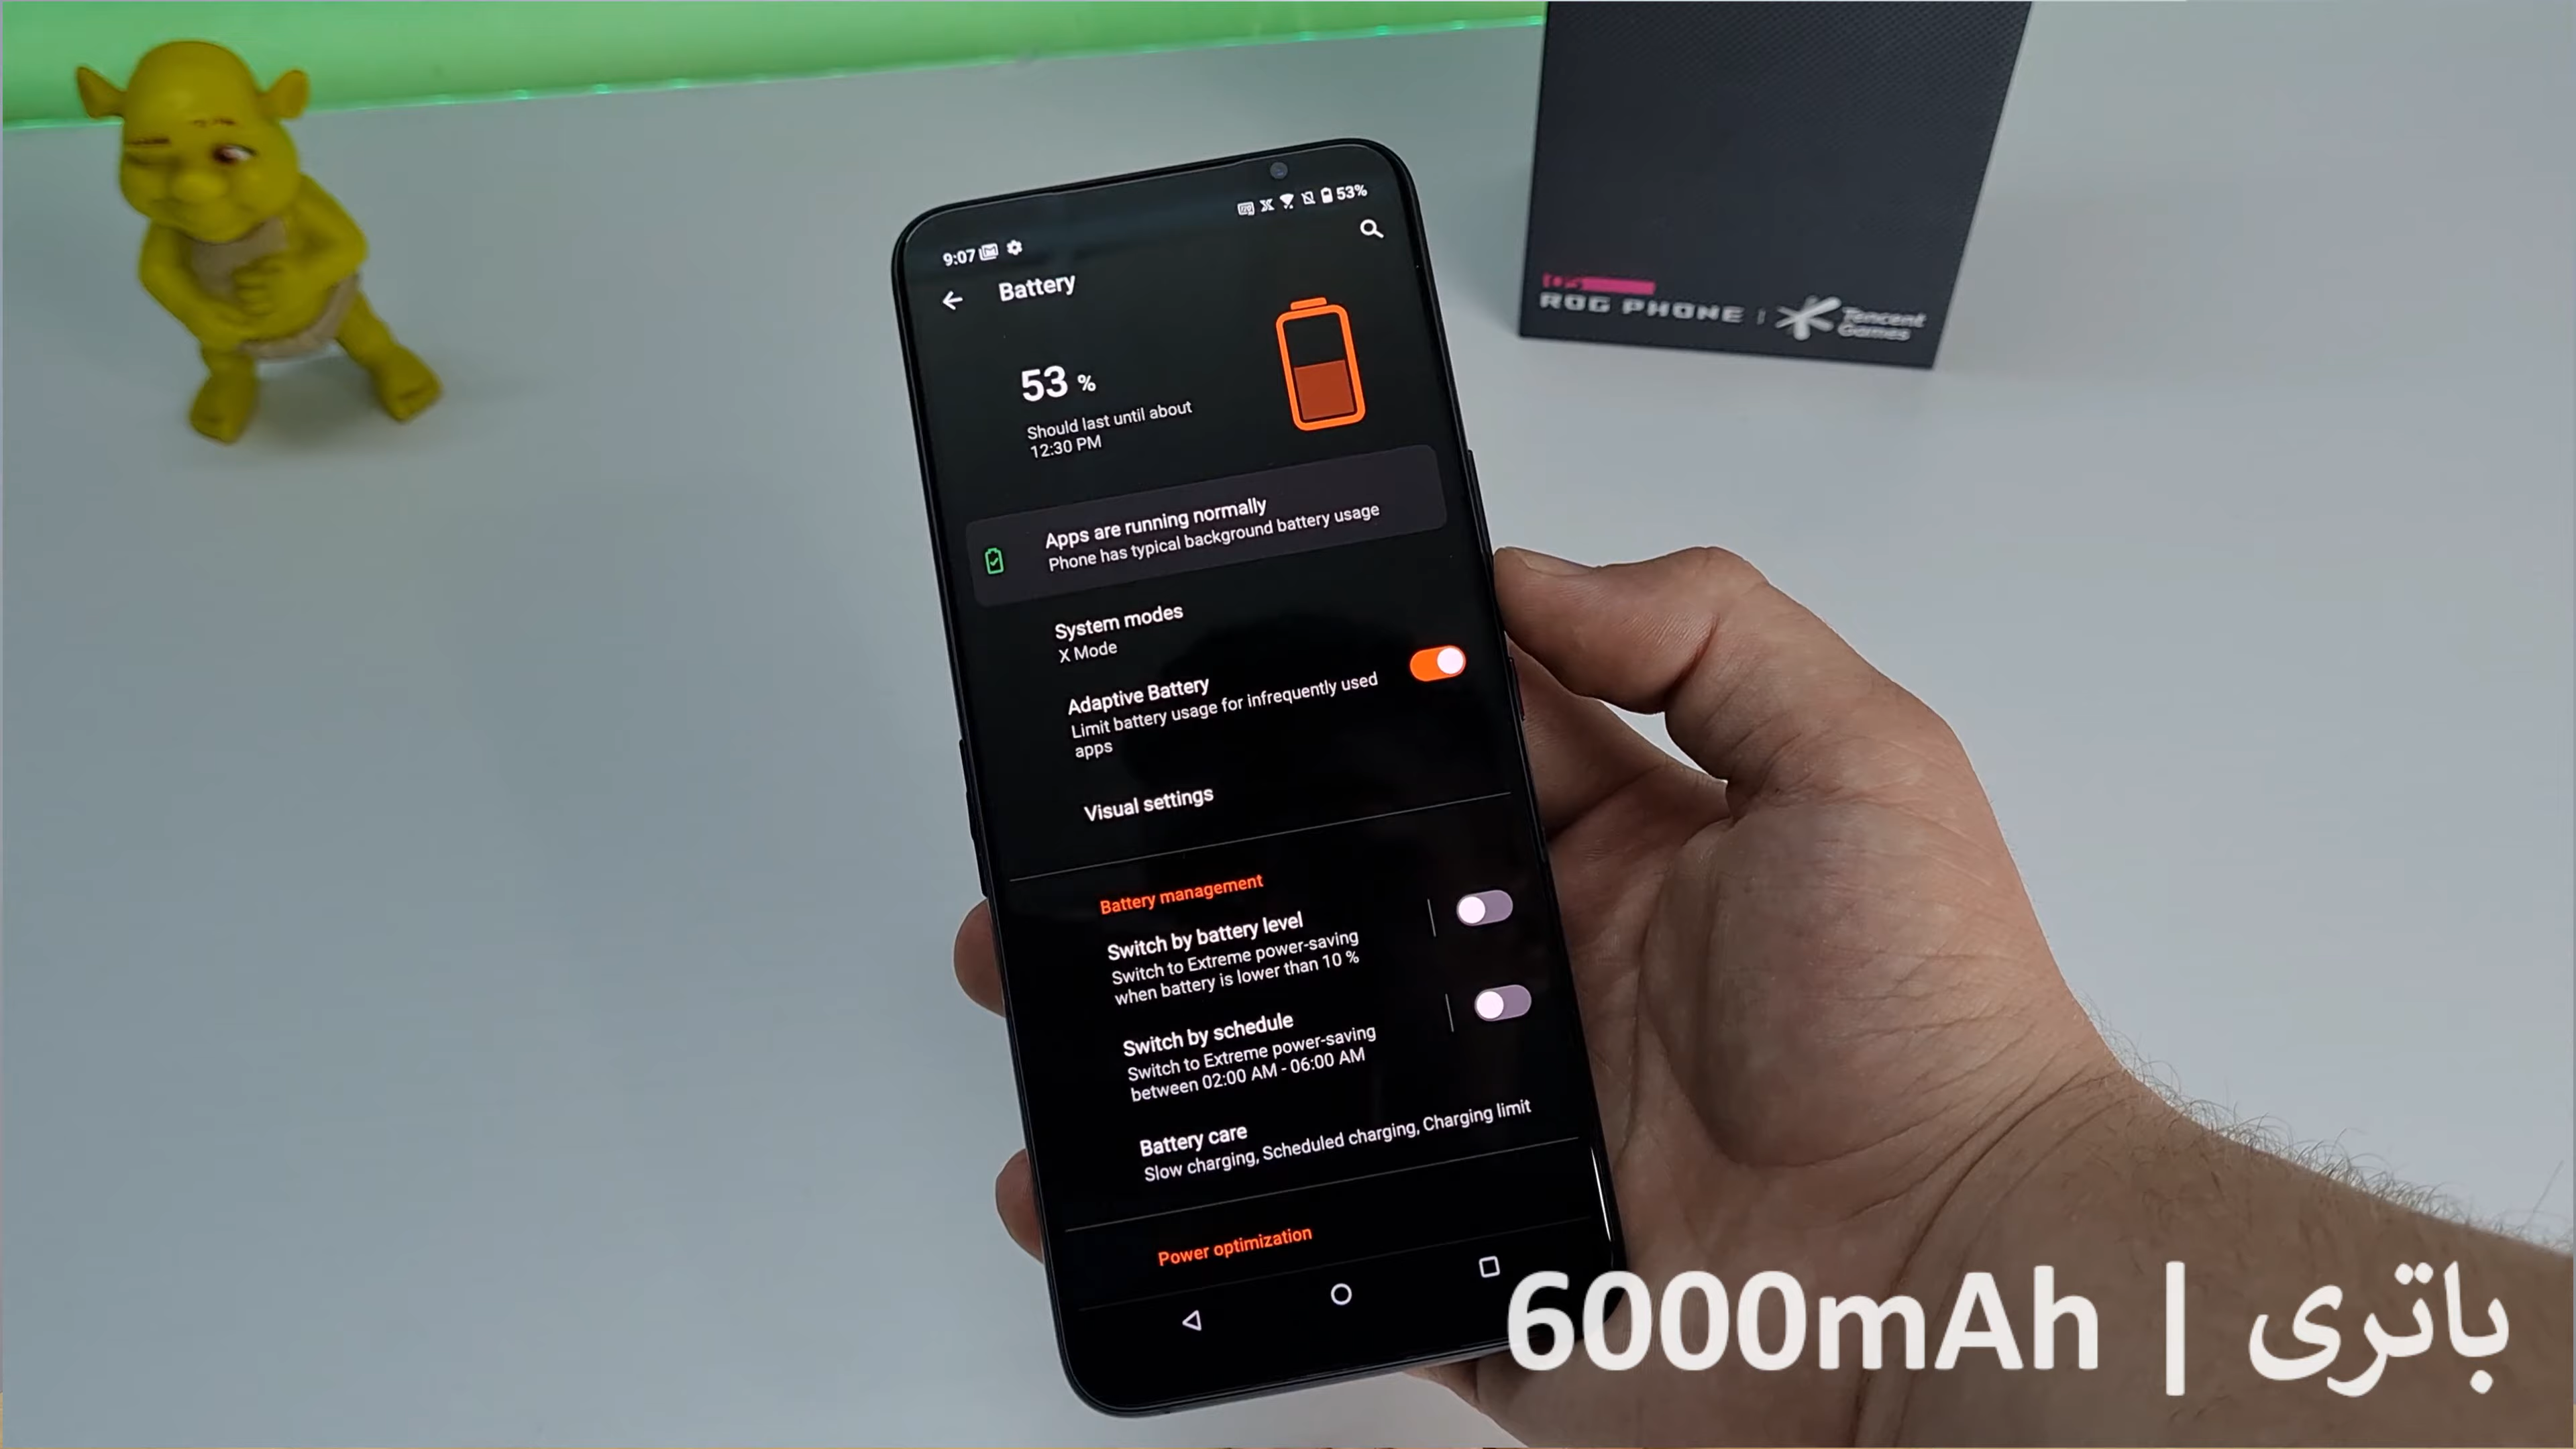 53%
9:07
Battery
53 %
Should last until about
12:30 PM
Apps are running normally
Phone has typical background battery usage
System modes
X Mode
Adaptive Battery
Limit battery usage for infrequently used
apps
Visual settings
Battery management
Switch by battery level
Switch to Extreme power-saving
when battery is lower than 10 %
Switch by schedule
Switch to Extreme power-saving
between 02:00 AM - 06:00 AM
Battery care
Slow charging, Scheduled charging, Charging limit
Power optimization
ROG PHONE | Tencent
Games
باتری | 6000mAh